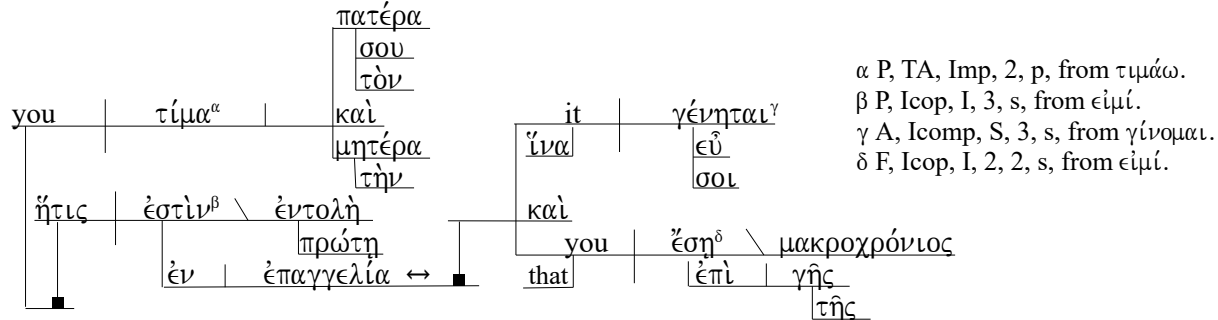 πατέρα
σου
τὸν
you τίμα^α καὶ
μητέρα
τὴν
ἥτις ἐστὶν^β ἐντολὴ
πρώτη
ἐν ἐπαγγελίᾳ ↔
it γένηται^γ
ἵνα εὖ
σοι
καὶ
you ἔσῃ^δ μακροχρόνιος
that ἐπὶ γῆς
τῆς
α P, TA, Imp, 2, p, from τιμάω.
β P, Icop, I, 3, s, from εἰμί.
γ A, Icomp, S, 3, s, from γίνομαι.
δ F, Icop, I, 2, 2, s, from εἰμί.